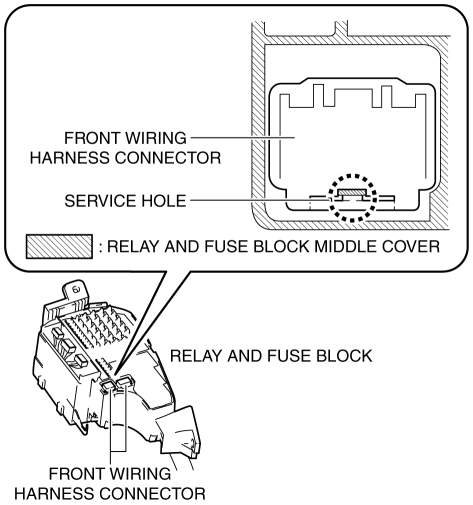 FRONT WIRING
HARNESS CONNECTOR
SERVICE HOLE
: RELAY AND FUSE BLOCK MIDDLE COVER
RELAY AND FUSE BLOCK
FRONT WIRING
HARNESS CONNECTOR